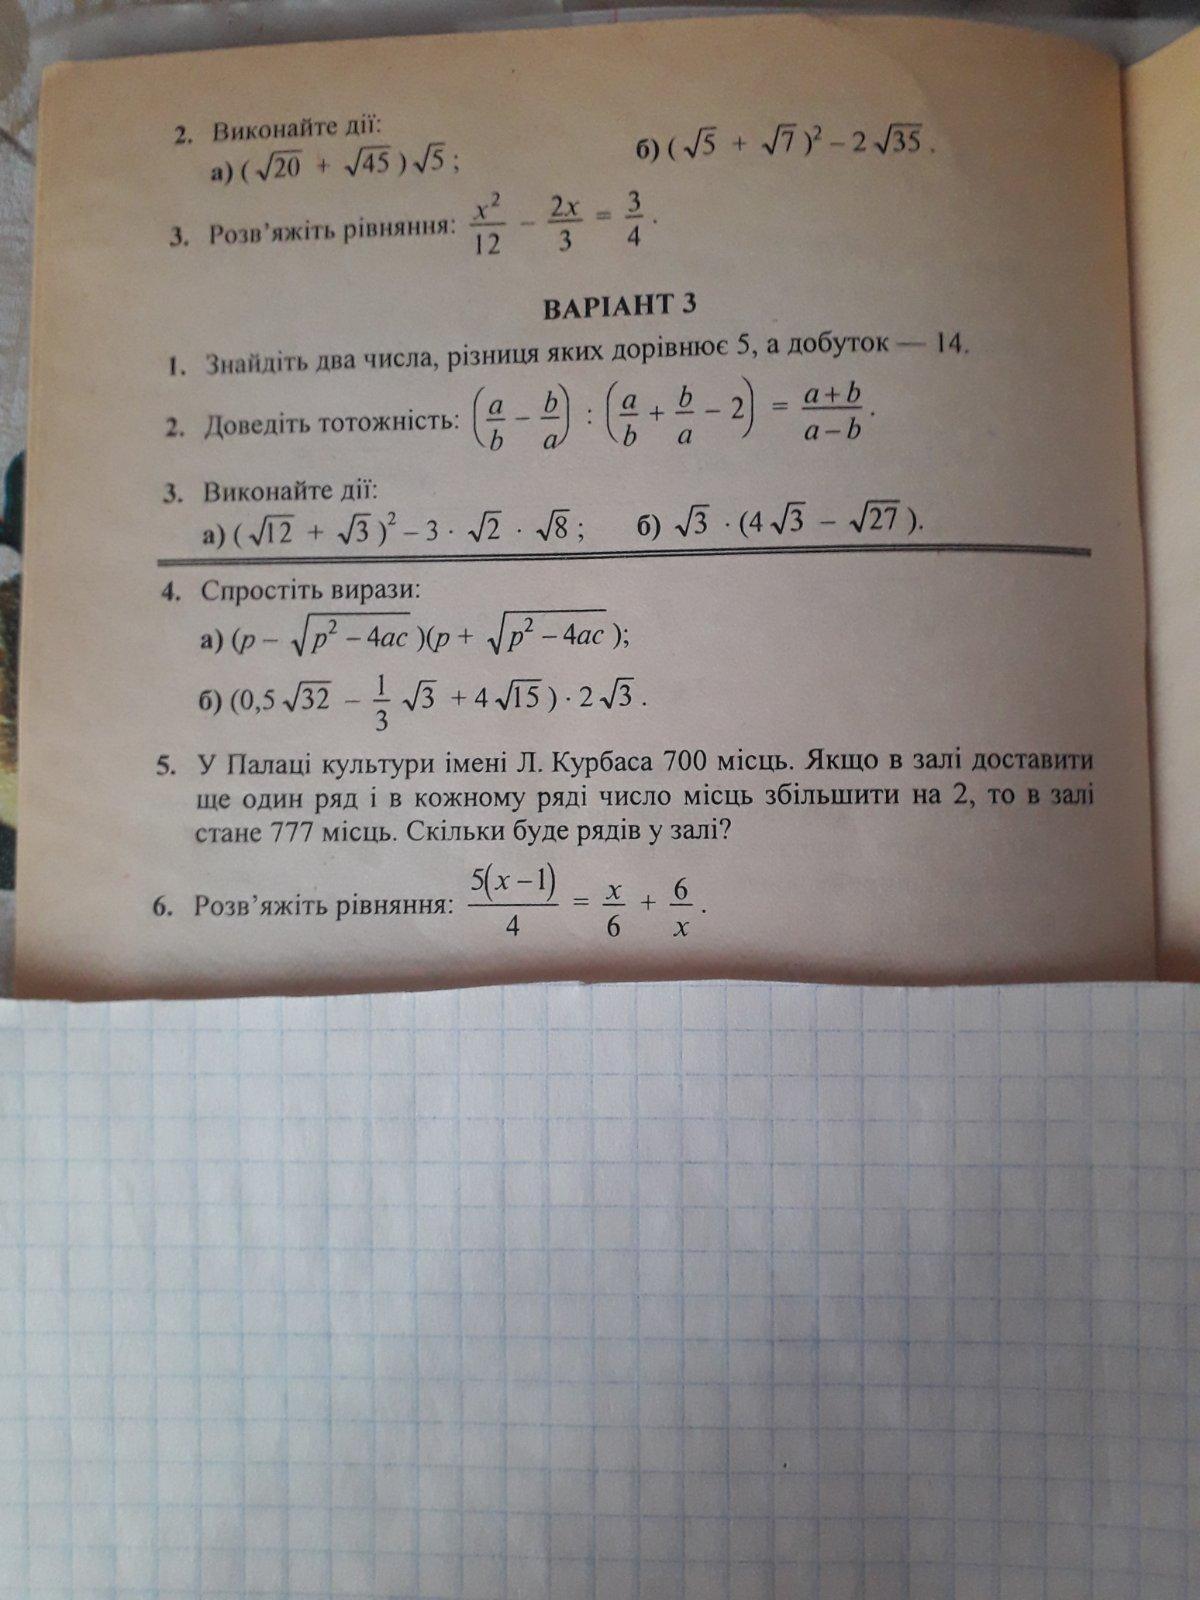 2. Виконайте дії:
а) (√20 + √45)√5; б) (√5 + √7)² – 2√35.
3. Розв’яжіть рівняння: x²/12 – 2x/3 = 3/4.
ВАРІАНТ 3
1. Знайдіть два числа, різниця яких дорівнює 5, а добуток — 14.
2. Доведіть тотожність: (a/b – b/a) : (a/b + b/a – 2) = (a+b)/(a–b).
3. Виконайте дії:
а) (√12 + √3)² – 3 · √2 · √8; б) √3 · (4√3 – √27).
4. Спростіть вирази:
а) (p – √(p² – 4ac))(p + √(p² – 4ac));
б) (0,5√32 – 1/3 √3 + 4√15) · 2√3.
5. У Палаці культури імені Л. Курбаса 700 місць. Якщо в залі доставити
ще один ряд і в кожному ряді число місць збільшити на 2, то в залі
стане 777 місць. Скільки буде рядів у залі?
6. Розв’яжіть рівняння: 5(x–1)/4 = x/6 + 6/x.